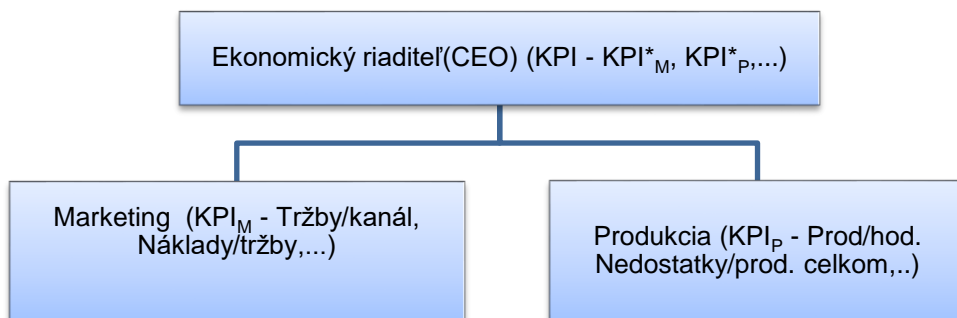 Ekonomický riaditeľ(CEO) (KPI - KPI*M, KPI*P,...)
Marketing (KPIM - Tržby/kanál,
Náklady/tržby,...)
Produkcia (KPIP - Prod/hod.
Nedostatky/prod. celkom,..)